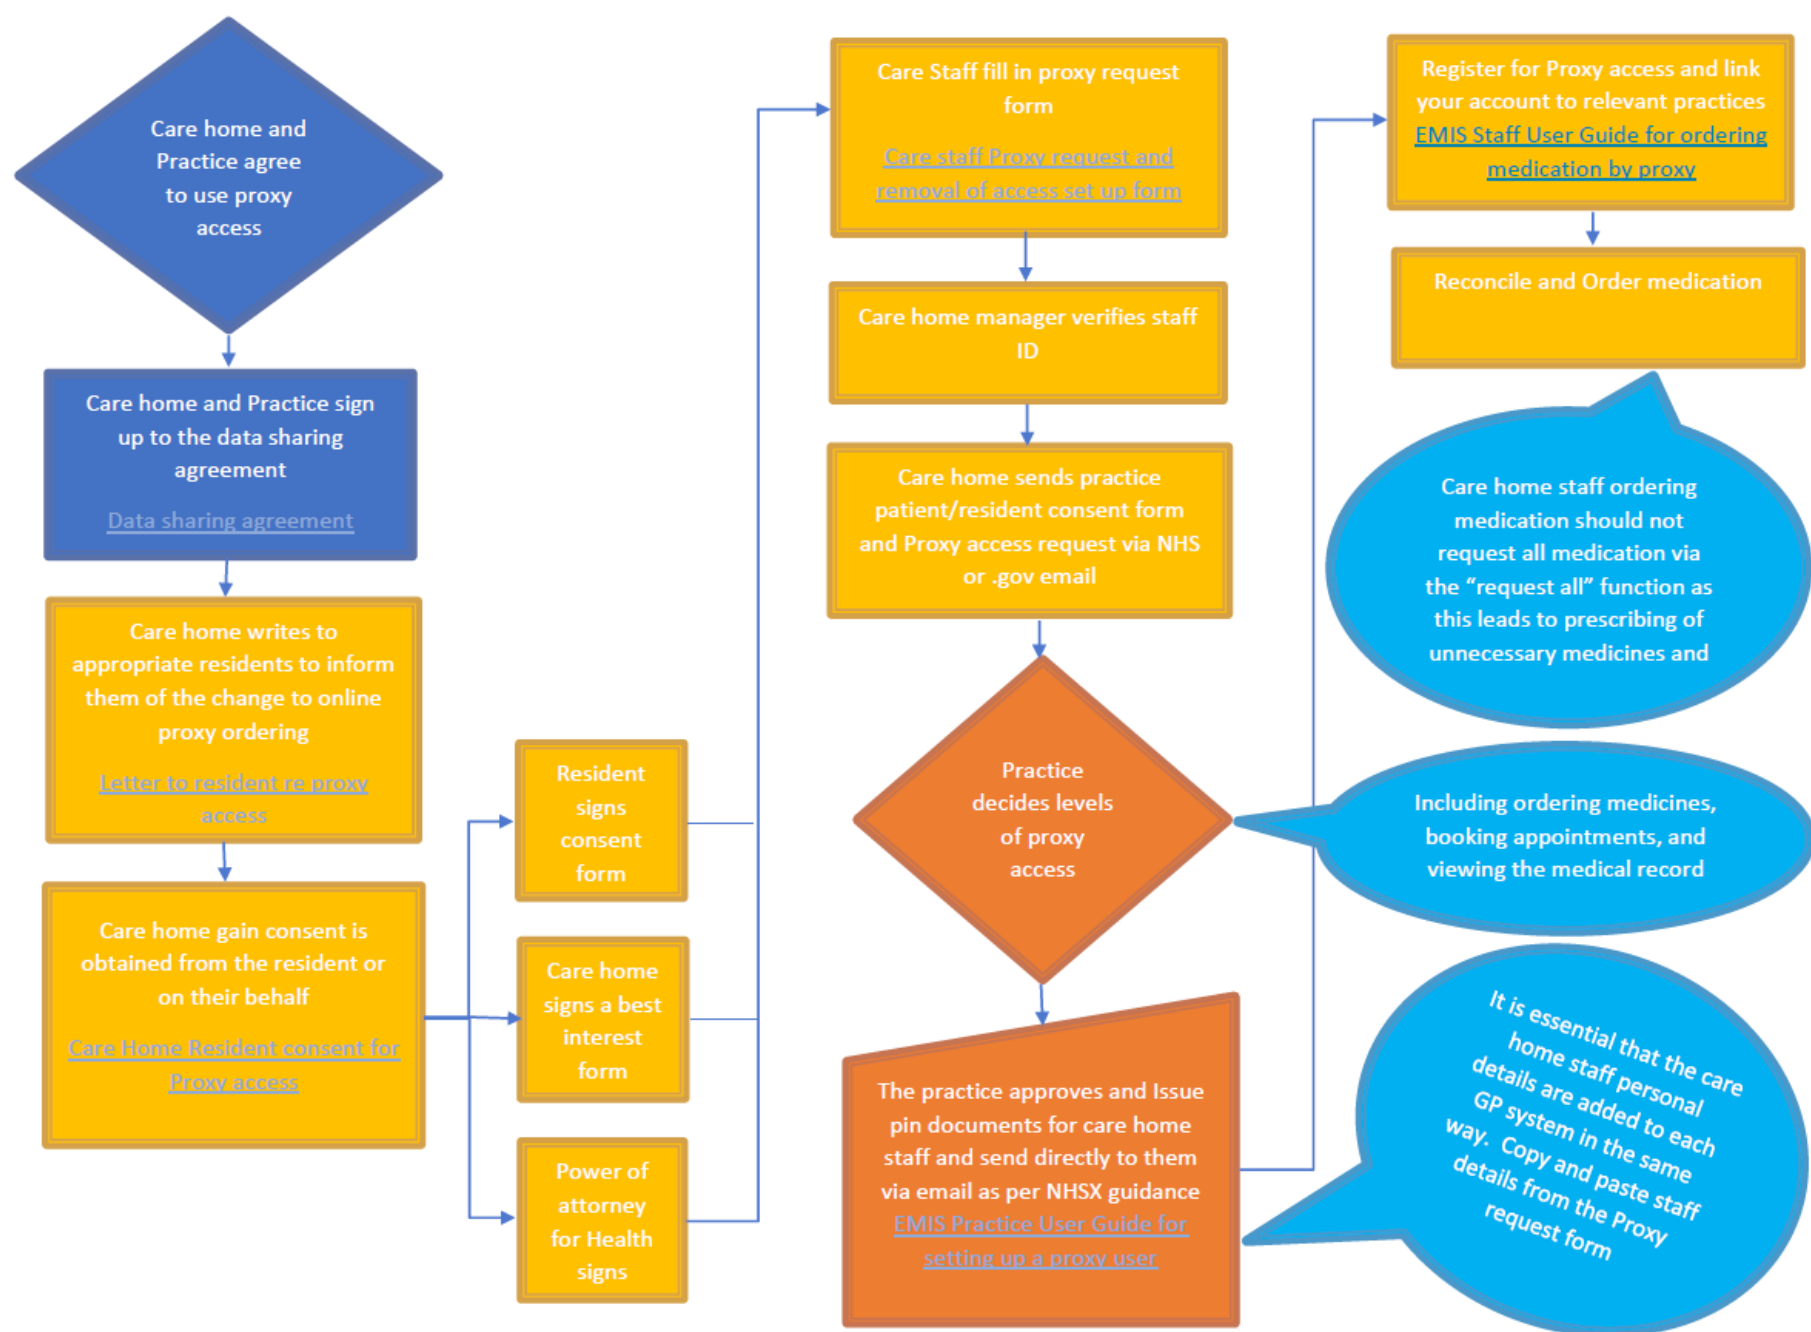 Care home and
Practice agree
to use proxy
access
Care home and Practice sign
up to the data sharing
agreement
Data sharing agreement
Care home writes to
appropriate residents to inform
them of the change to online
proxy ordering
Letter to resident re proxy
access
Care home gain consent is
obtained from the resident or
on their behalf
Care Home Resident consent for
Proxy access
Resident
signs
consent
form
Care home
signs a best
interest
form
Power of
attorney
for Health
signs
Care Staff fill in proxy request
form
Care staff Proxy request and
removal of access set up form
Care home manager verifies staff
ID
Care home sends practice
patient/resident consent form
and Proxy access request via NHS
or .gov email
Practice
decides levels
of proxy
access
The practice approves and Issue
pin documents for care home
staff and send directly to them
via email as per NHSX guidance
EMIS Practice User Guide for
setting up a proxy user
Register for Proxy access and link
your account to relevant practices
EMIS Staff User Guide for ordering
medication by proxy
Reconcile and Order medication
Care home staff ordering
medication should not
request all medication via
the “request all” function as
this leads to prescribing of
unnecessary medicines and
Including ordering medicines,
booking appointments, and
viewing the medical record
It is essential that the care
home staff personal
details are added to each
GP system in the same
way. Copy and paste staff
details from the Proxy
request form